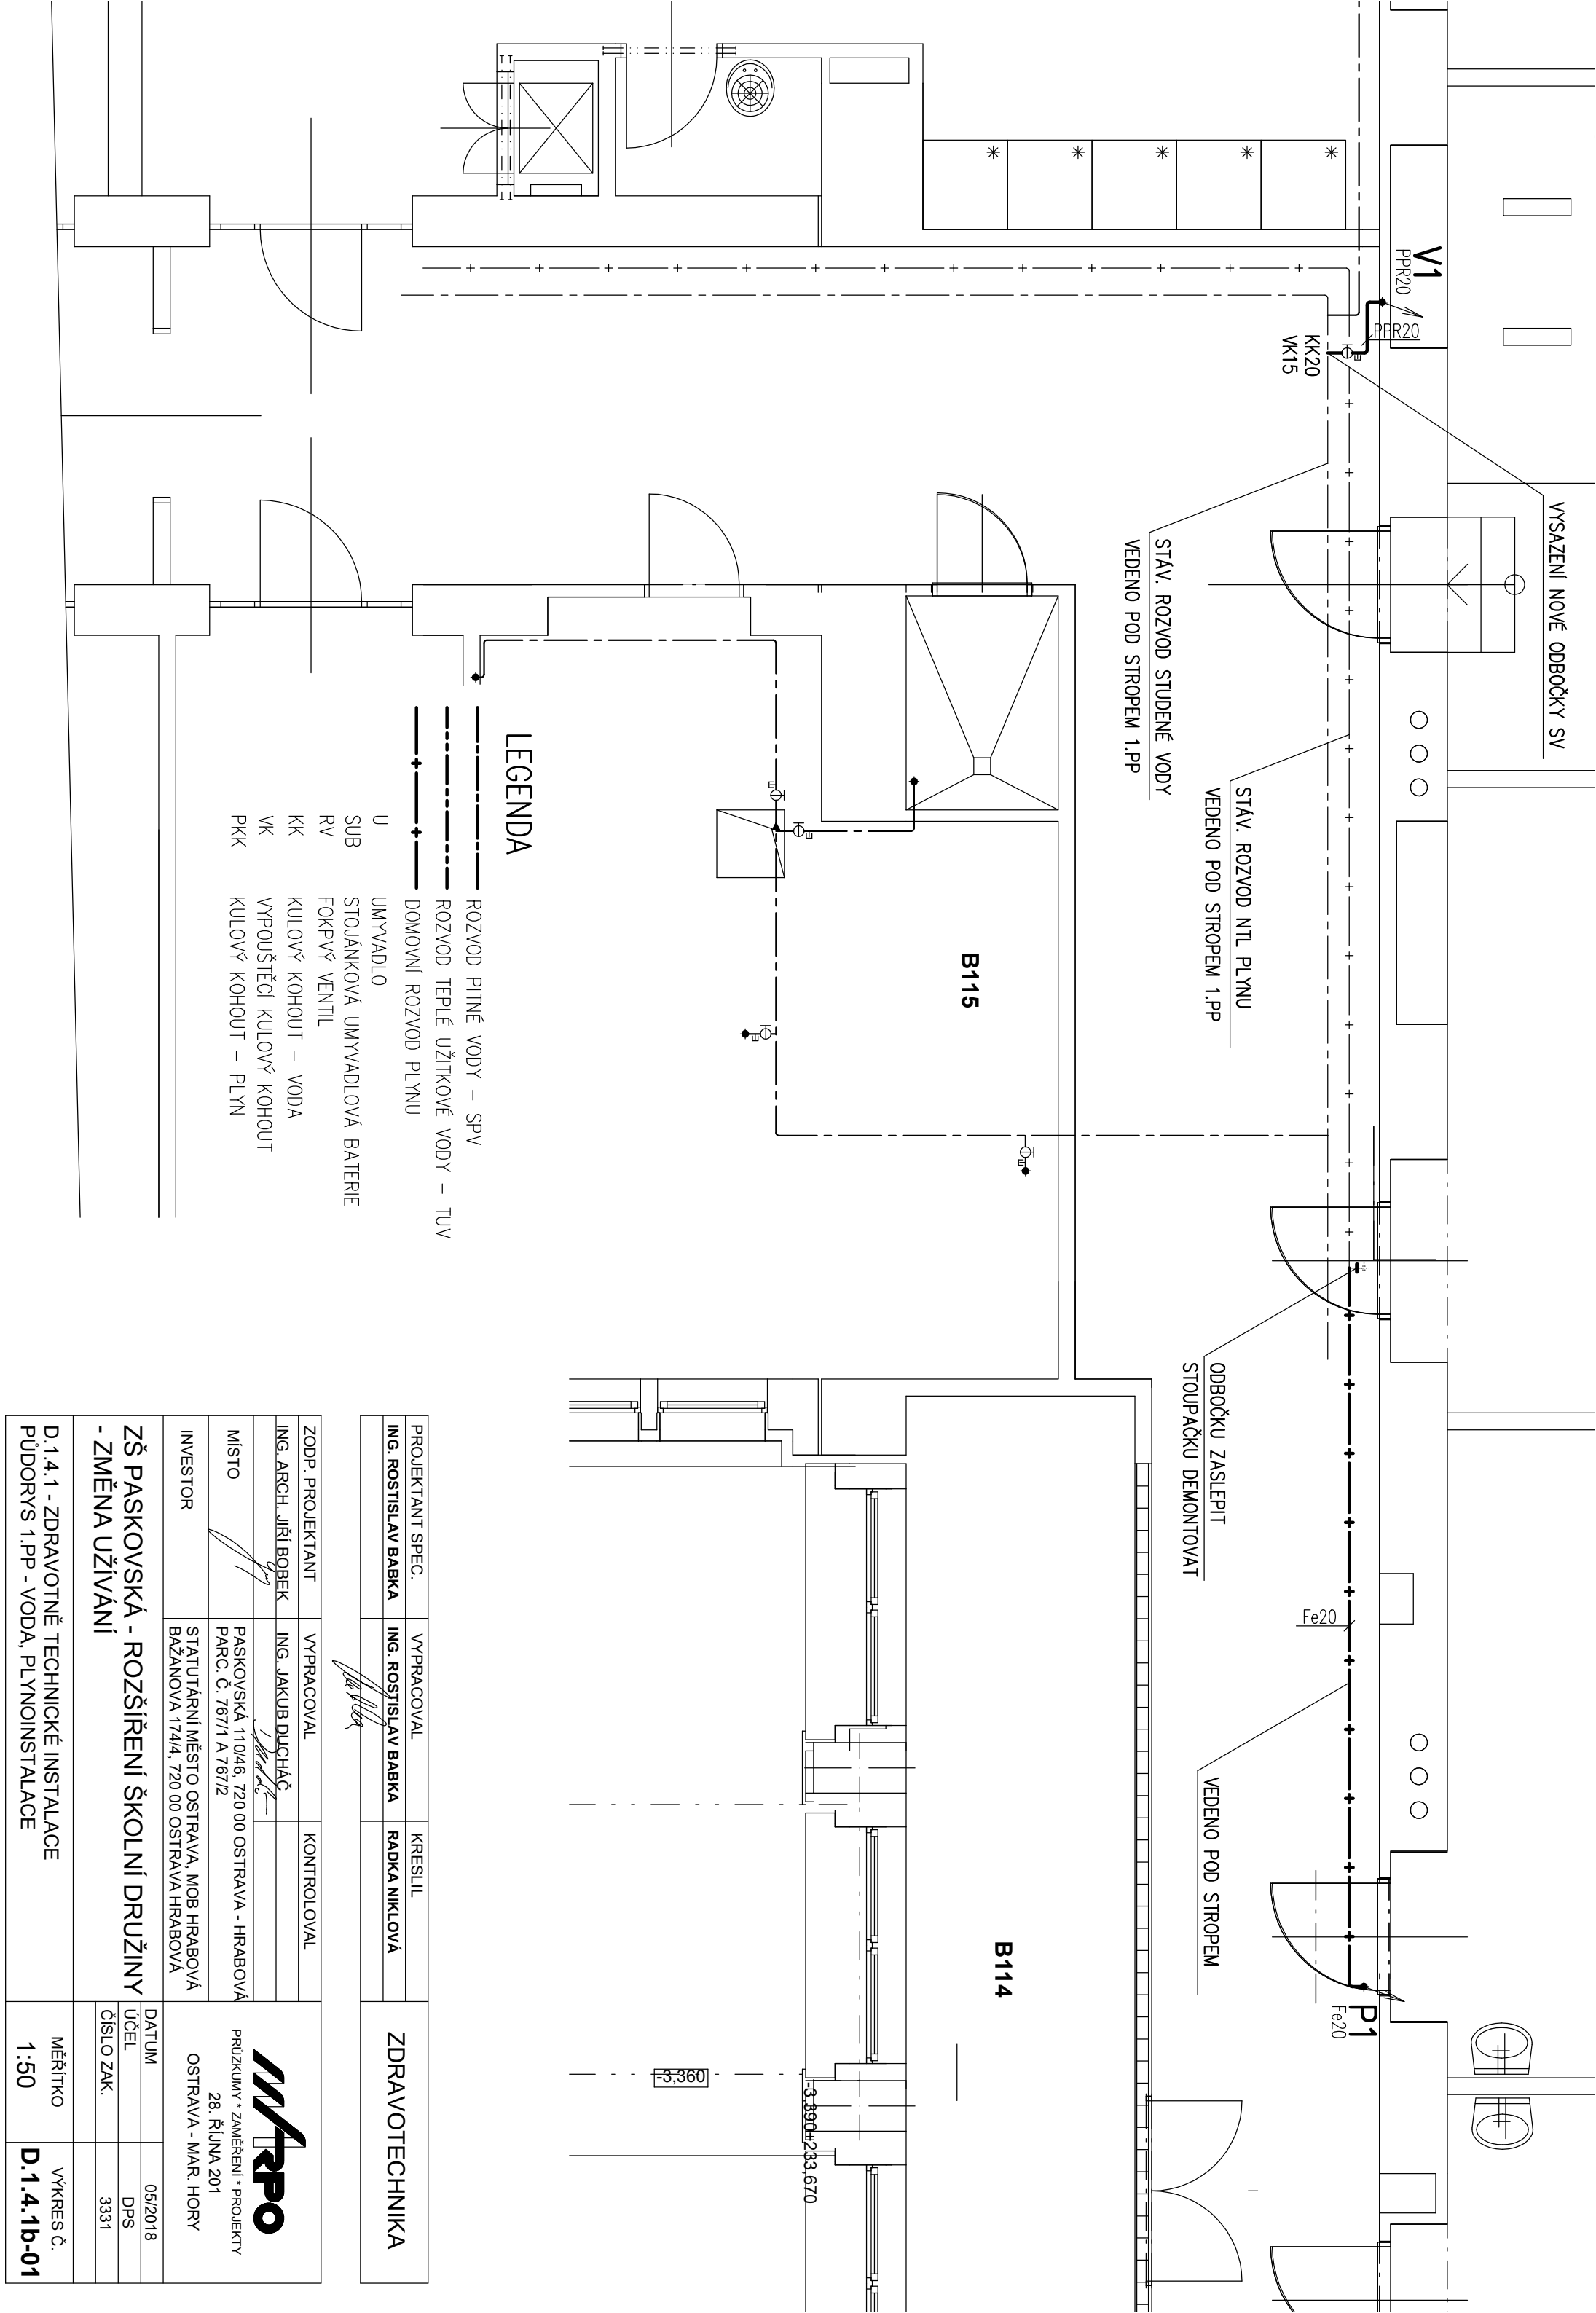 V1
PPR20
PPR20
KK20
VK15
VYSAZENÍ NOVÉ ODBOČKY SV
STÁV. ROZVOD STUDENÉ VODY
VEDENO POD STROPEM 1.PP
STÁV. ROZVOD NTL PLYNU
VEDENO POD STROPEM 1.PP
B115
ODBOČKU ZASLEPIT
STOUPAČKU DEMONTOVAT
Fe20
VEDENO POD STROPEM
P1
Fe20
B114
-3,360
-3,390=233,670
LEGENDA
ROZVOD PITNÉ VODY – SPV
ROZVOD TEPLÉ UŽITKOVÉ VODY – TUV
DOMOVNÍ ROZVOD PLYNU
U UMYVADLO
SUB STOJÁNKOVÁ UMYVADLOVÁ BATERIE
RV FOKPVÝ VENTIL
KK KULOVÝ KOHOUT – VODA
VK VYPOUŠTĚCÍ KULOVÝ KOHOUT
PKK KULOVÝ KOHOUT – PLYN
PROJEKTANT SPEC. VYPRACOVAL KRESLIL
ING. ROSTISLAV BABKA ING. ROSTISLAV BABKA RADKA NIKLOVÁ
ZDRAVOTECHNIKA
ZODP. PROJEKTANT VYPRACOVAL KONTROLOVAL
ING. ARCH. JIŘÍ BOBEK ING. JAKUB DUCHÁČ
MÍSTO
PASKOVSKÁ 110/46, 720 00 OSTRAVA - HRABOVÁ
PARC. Č. 767/1 A 767/2
INVESTOR
STATUTÁRNÍ MĚSTO OSTRAVA, MOB HRABOVÁ
BAŽANOVA 174/4, 720 00 OSTRAVA HRABOVÁ
MARPO
PRŮZKUMY * ZAMĚŘENÍ * PROJEKTY
28. ŘÍJNA 201
OSTRAVA - MAR. HORY
ZŠ PASKOVSKÁ - ROZŠÍŘENÍ ŠKOLNÍ DRUŽINY
- ZMĚNA UŽÍVÁNÍ
DATUM 05/2018
ÚČEL DPS
ČÍSLO ZAK. 3331
D.1.4.1 - ZDRAVOTNĚ TECHNICKÉ INSTALACE
PŮDORYS 1.PP - VODA, PLYNOINSTALACE
MĚŘÍTKO
1:50
VÝKRES Č.
D.1.4.1b-01